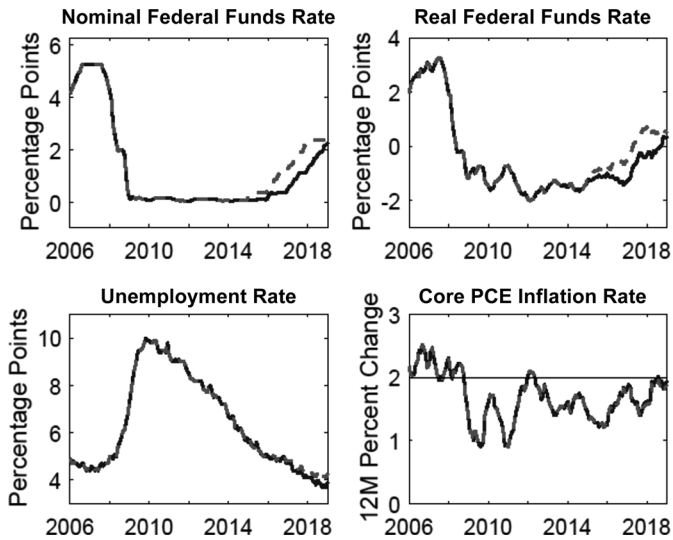 Nominal Federal Funds Rate
Percentage Points
6
4
2
0
2006 2010 2014 2018
Real Federal Funds Rate
Percentage Points
4
2
0
-2
2006 2010 2014 2018
Unemployment Rate
Percentage Points
10
8
6
4
2006 2010 2014 2018
Core PCE Inflation Rate
12M Percent Change
3
2
1
0
2006 2010 2014 2018